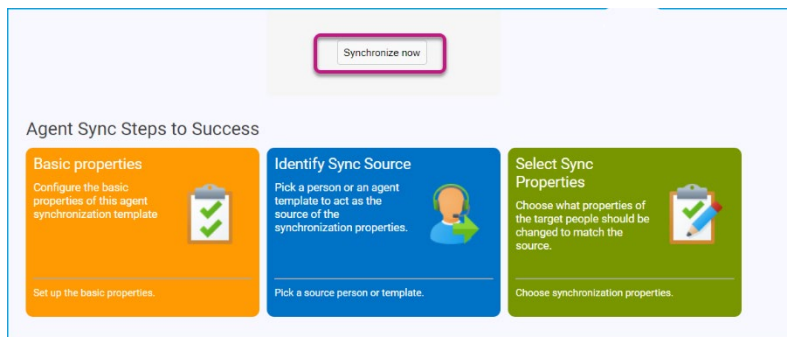 Synchronize now
Agent Sync Steps to Success
Basic properties
Configure the basic
properties of this agent
synchronization template
Set up the basic properties.
Identify Sync Source
Pick a person or an agent
template to act as the
source of the
synchronization properties.
Pick a source person or template.
Select Sync
Properties
Choose what properties of
the target people should be
changed to match the
source.
Choose synchronization properties.